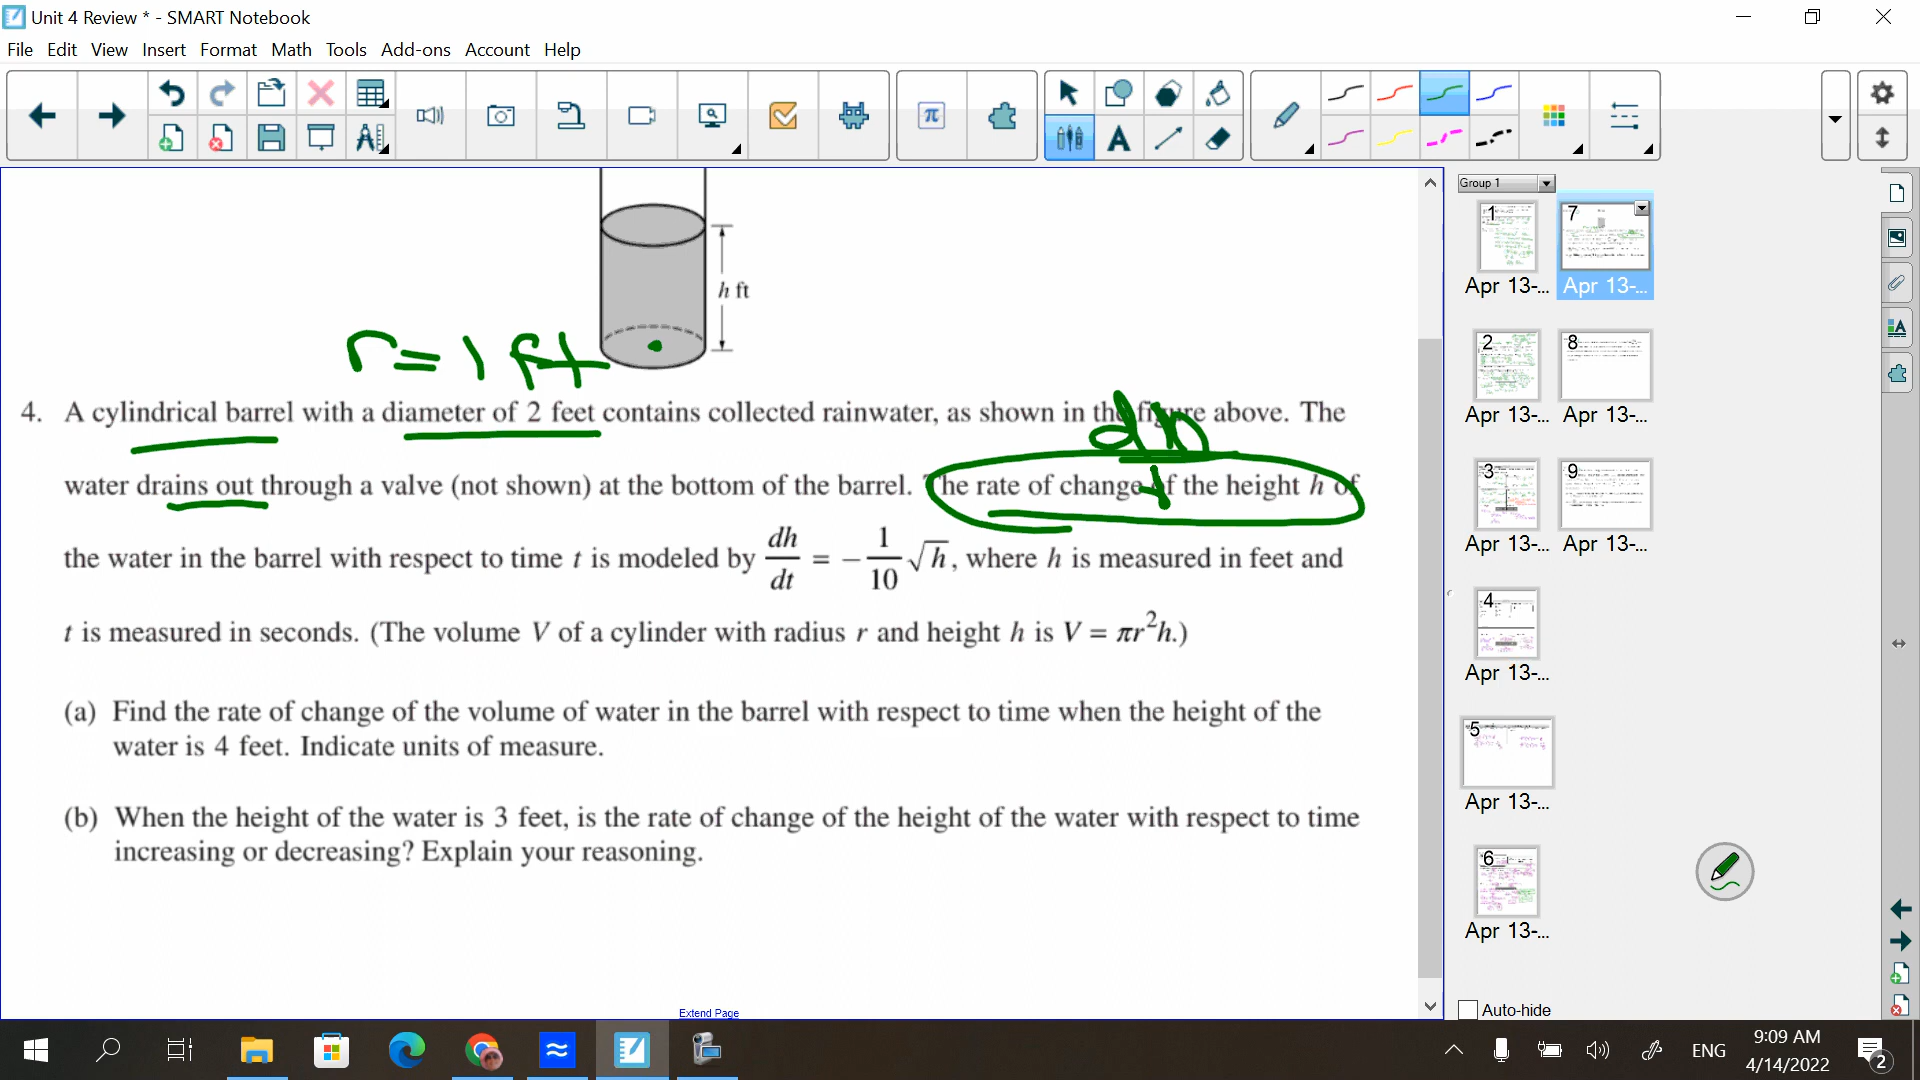 Unit 4 Review * - SMART Notebook
File Edit View Insert Format Math Tools Add-ons Account Help
Group 1
h ft
r = 1 ft
dh
4. A cylindrical barrel with a diameter of 2 feet contains collected rainwater, as shown in the figure above. The
water drains out through a valve (not shown) at the bottom of the barrel. The rate of change of the height h of
the water in the barrel with respect to time t is modeled by dh/dt = −1/10 √h, where h is measured in feet and
t is measured in seconds. (The volume V of a cylinder with radius r and height h is V = πr²h.)
(a) Find the rate of change of the volume of water in the barrel with respect to time when the height of the
water is 4 feet. Indicate units of measure.
(b) When the height of the water is 3 feet, is the rate of change of the height of the water with respect to time
increasing or decreasing? Explain your reasoning.
Extend Page
1 7
Apr 13-... Apr 13-...
2 8
Apr 13-... Apr 13-...
3 9
Apr 13-... Apr 13-...
4
Apr 13-...
5
Apr 13-...
6
Apr 13-...
Auto-hide
ENG
9:09 AM
4/14/2022
2